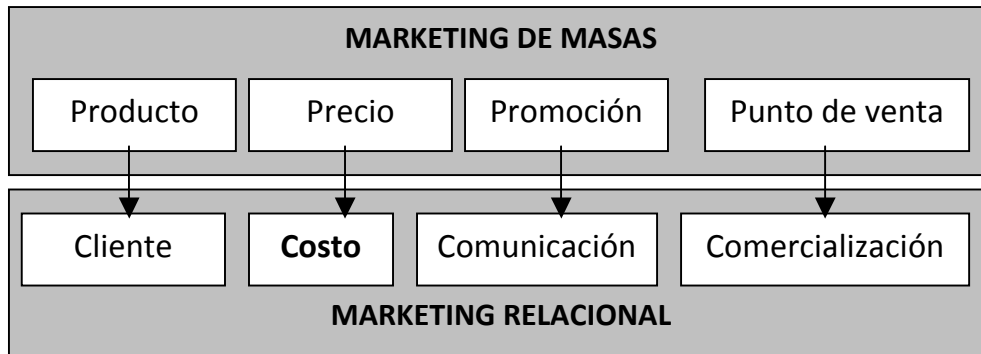 MARKETING DE MASAS
Producto Precio Promoción Punto de venta
Cliente Costo Comunicación Comercialización
MARKETING RELACIONAL